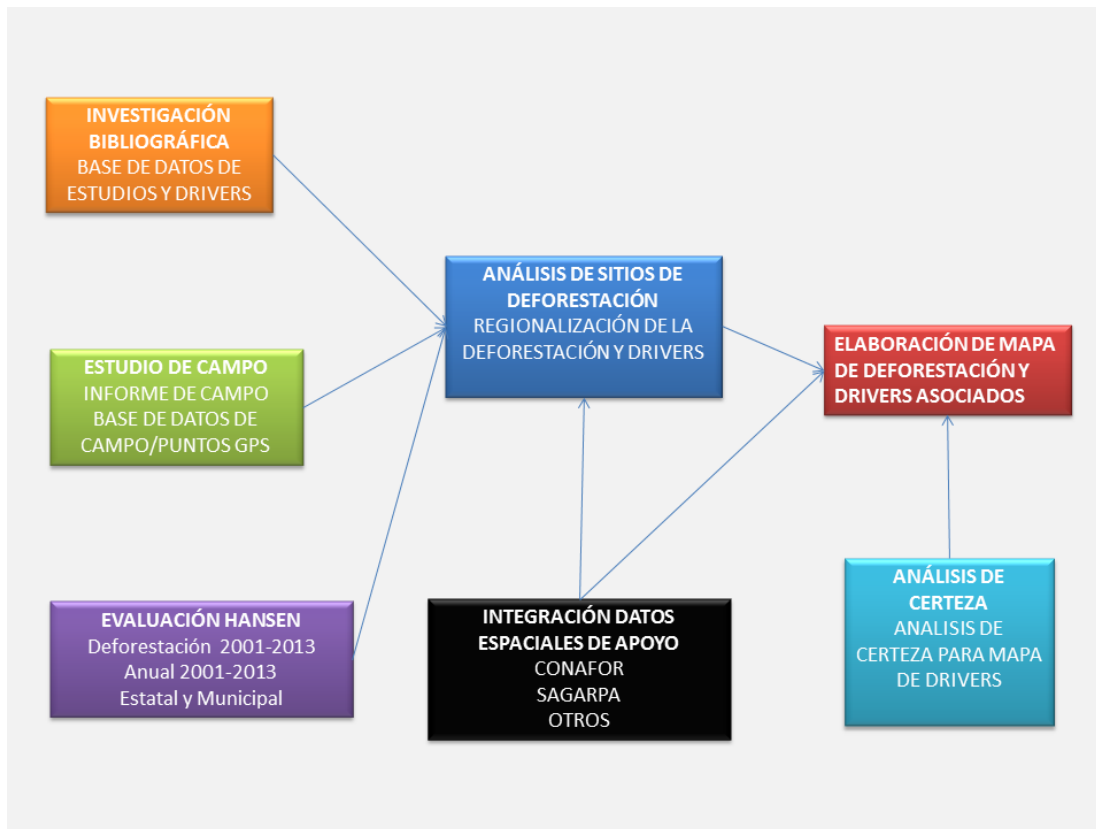 INVESTIGACIÓN
BIBLIOGRÁFICA
BASE DE DATOS DE
ESTUDIOS Y DRIVERS
ESTUDIO DE CAMPO
INFORME DE CAMPO
BASE DE DATOS DE
CAMPO/PUNTOS GPS
EVALUACIÓN HANSEN
Deforestación 2001-2013
Anual 2001-2013
Estatal y Municipal
ANÁLISIS DE SITIOS DE
DEFORESTACIÓN
REGIONALIZACIÓN DE LA
DEFORESTACIÓN Y DRIVERS
INTEGRACIÓN DATOS
ESPACIALES DE APOYO
CONAFOR
SAGARPA
OTROS
ELABORACIÓN DE MAPA
DE DEFORESTACIÓN Y
DRIVERS ASOCIADOS
ANÁLISIS DE
CERTEZA
ANALISIS DE
CERTEZA PARA MAPA
DE DRIVERS